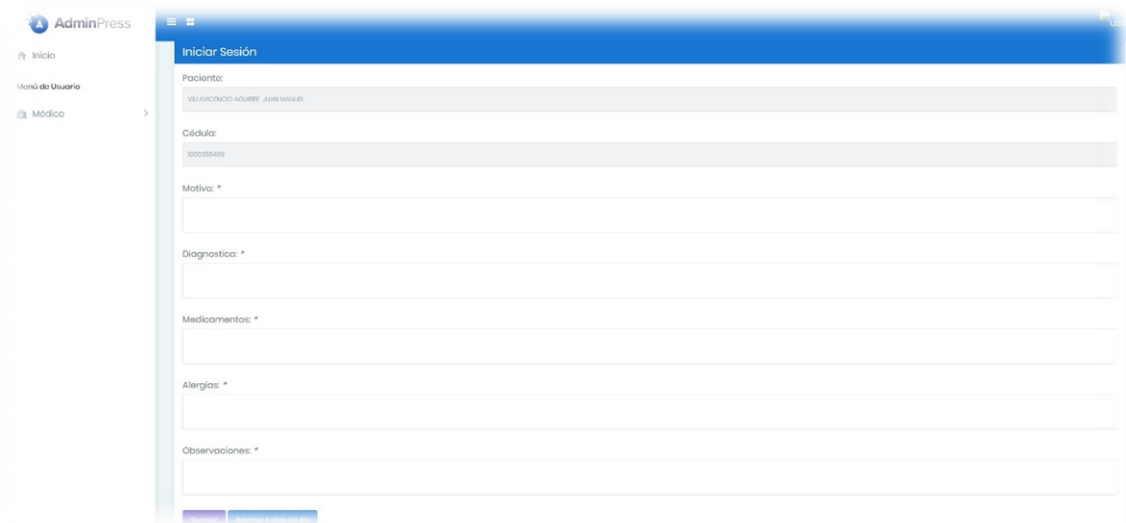 AdminPress
Inicio
Menú de Usuario
Médico
Iniciar Sesión
Paciente:
VILLAVICENCIO AGUIRRE JUAN MANUEL
Cédula:
Motivo: *
Diagnostico: *
Medicamentos: *
Alergias: *
Observaciones: *
Guardar